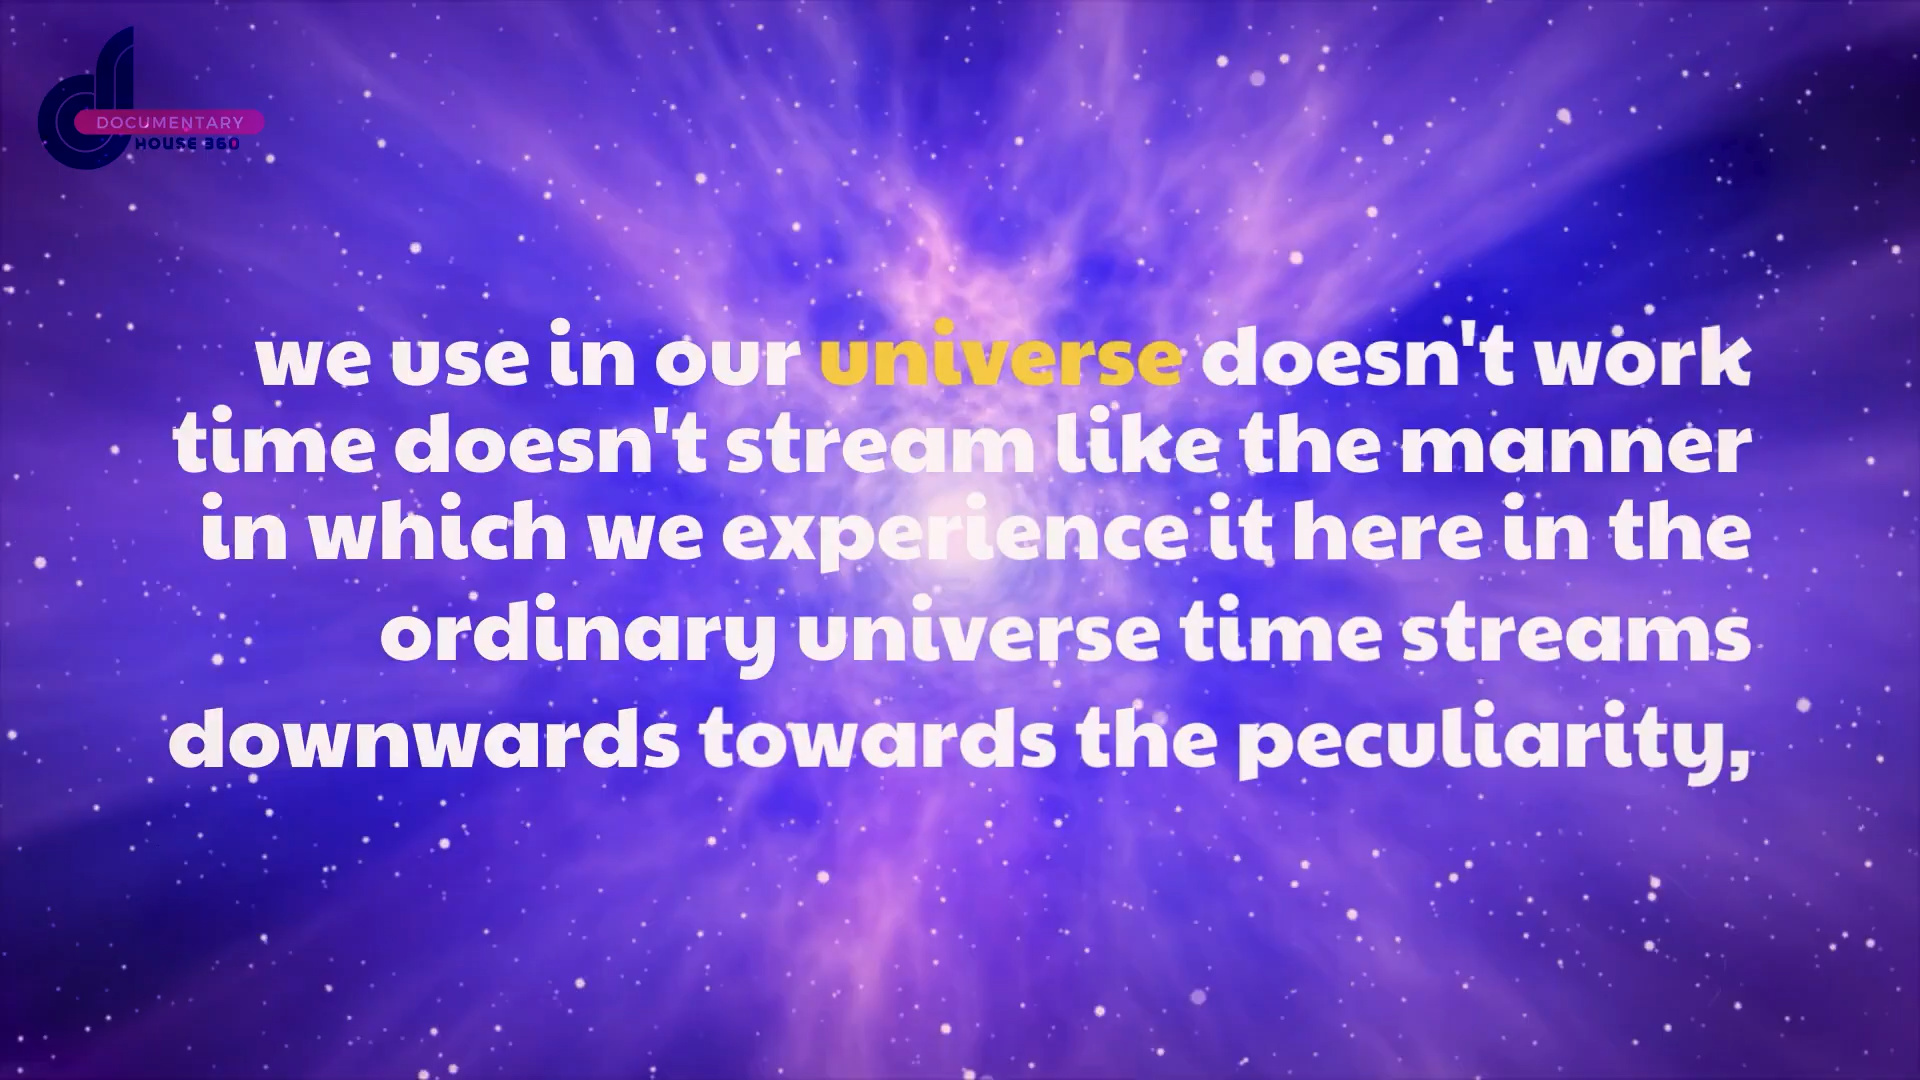 DOCUMENTARY
HOUSE 360
we use in our universe doesn't work
time doesn't stream like the manner
in which we experience it here in the
ordinary universe time streams
downwards towards the peculiarity,